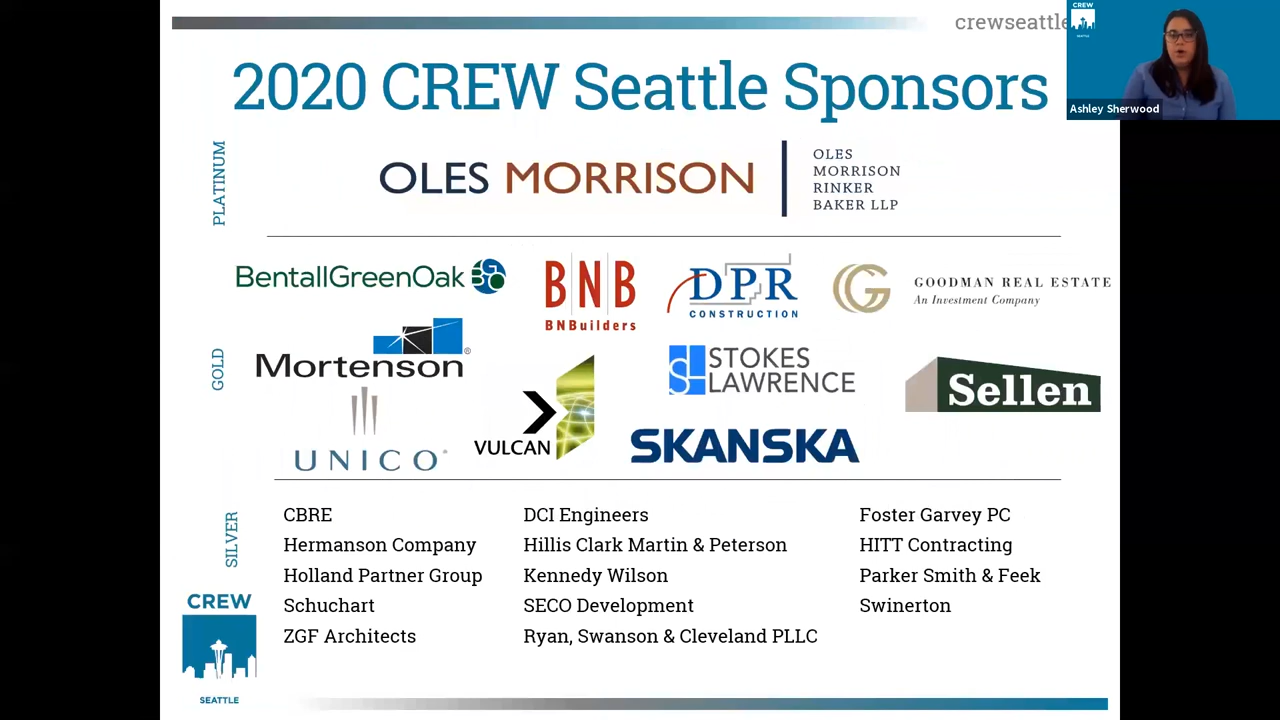 crewseattle
CREW
SEATTLE
Ashley Sherwood
2020 CREW Seattle Sponsors
PLATINUM
OLES MORRISON
OLES
MORRISON
RINKER
BAKER LLP
GOLD
BentallGreenOak BGO
BNB
BNBuilders
DPR
CONSTRUCTION
GOODMAN REAL ESTATE
An Investment Company
Mortenson®
VULCAN
SL STOKES
LAWRENCE
Sellen
UNICO®
SKANSKA
SILVER
CBRE
Hermanson Company
Holland Partner Group
Schuchart
ZGF Architects
DCI Engineers
Hillis Clark Martin & Peterson
Kennedy Wilson
SECO Development
Ryan, Swanson & Cleveland PLLC
Foster Garvey PC
HITT Contracting
Parker Smith & Feek
Swinerton
CREW
SEATTLE